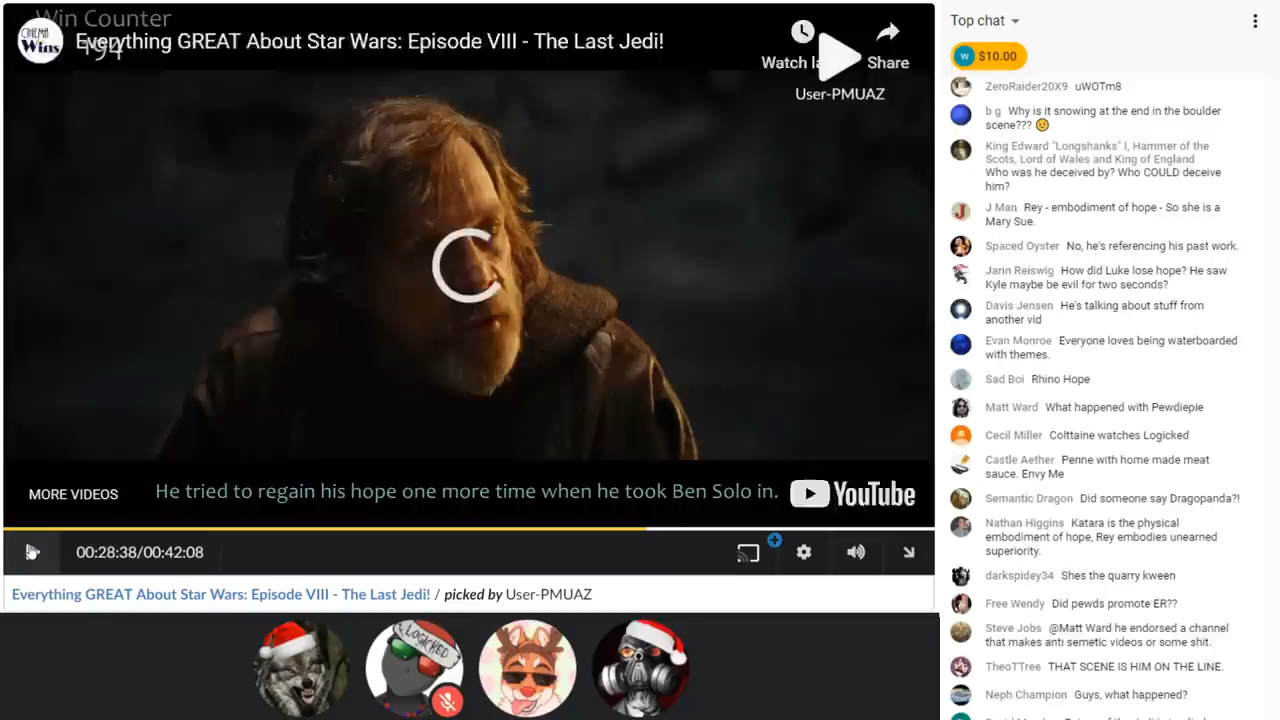 Win Counter
194
CINEMA
Wins
Everything GREAT About Star Wars: Episode VIII - The Last Jedi!
Watch la
Share
User-PMUAZ
MORE VIDEOS
He tried to regain his hope one more time when he took Ben Solo in.
YouTube
00:28:38/00:42:08
Everything GREAT About Star Wars: Episode VIII - The Last Jedi! / picked by User-PMUAZ
LOGICKED
Top chat
W $10.00
ZeroRaider20X9 uWOTm8
b g Why is it snowing at the end in the boulder
scene???
King Edward "Longshanks" I, Hammer of the
Scots, Lord of Wales and King of England
Who was he deceived by? Who COULD deceive
him?
J Man Rey - embodiment of hope - So she is a
Mary Sue.
Spaced Oyster No, he's referencing his past work.
Jarin Reiswig How did Luke lose hope? He saw
Kyle maybe be evil for two seconds?
Davis Jensen He's talking about stuff from
another vid
Evan Monroe Everyone loves being waterboarded
with themes.
Sad Boi Rhino Hope
Matt Ward What happened with Pewdiepie
Cecil Miller Colttaine watches Logicked
Castle Aether Penne with home made meat
sauce. Envy Me
Semantic Dragon Did someone say Dragopanda?!
Nathan Higgins Katara is the physical
embodiment of hope, Rey embodies unearned
superiority.
darkspidey34 Shes the quarry kween
Free Wendy Did pewds promote ER??
Steve Jobs @Matt Ward he endorsed a channel
that makes anti semetic videos or some shit.
TheoTTree THAT SCENE IS HIM ON THE LINE.
Neph Champion Guys, what happened?